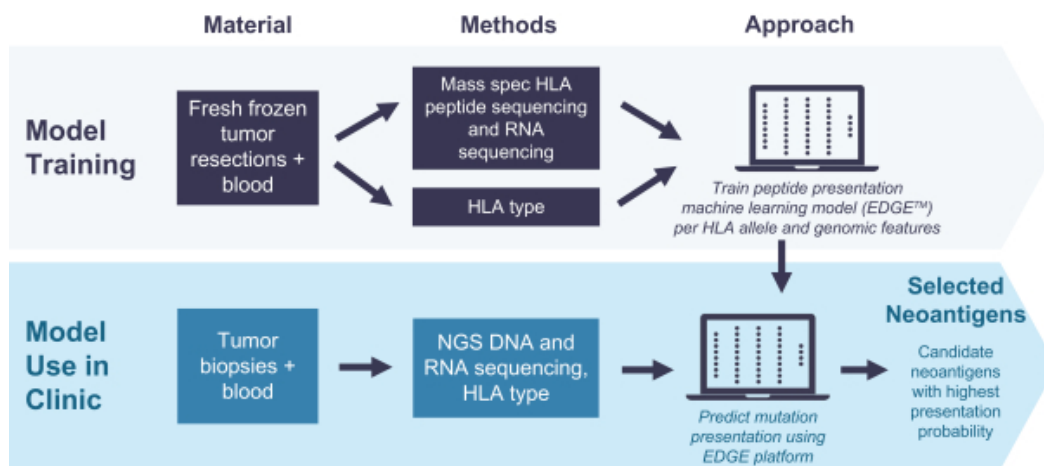 Material
Methods
Approach
Model
Training
Fresh frozen
tumor
resections +
blood
Mass spec HLA
peptide sequencing
and RNA
sequencing
HLA type
Train peptide presentation
machine learning model (EDGE™)
per HLA allele and genomic features
Model
Use in
Clinic
Tumor
biopsies +
blood
NGS DNA and
RNA sequencing,
HLA type
Predict mutation
presentation using
EDGE platform
Selected
Neoantigens
Candidate
neoantigens
with highest
presentation
probability